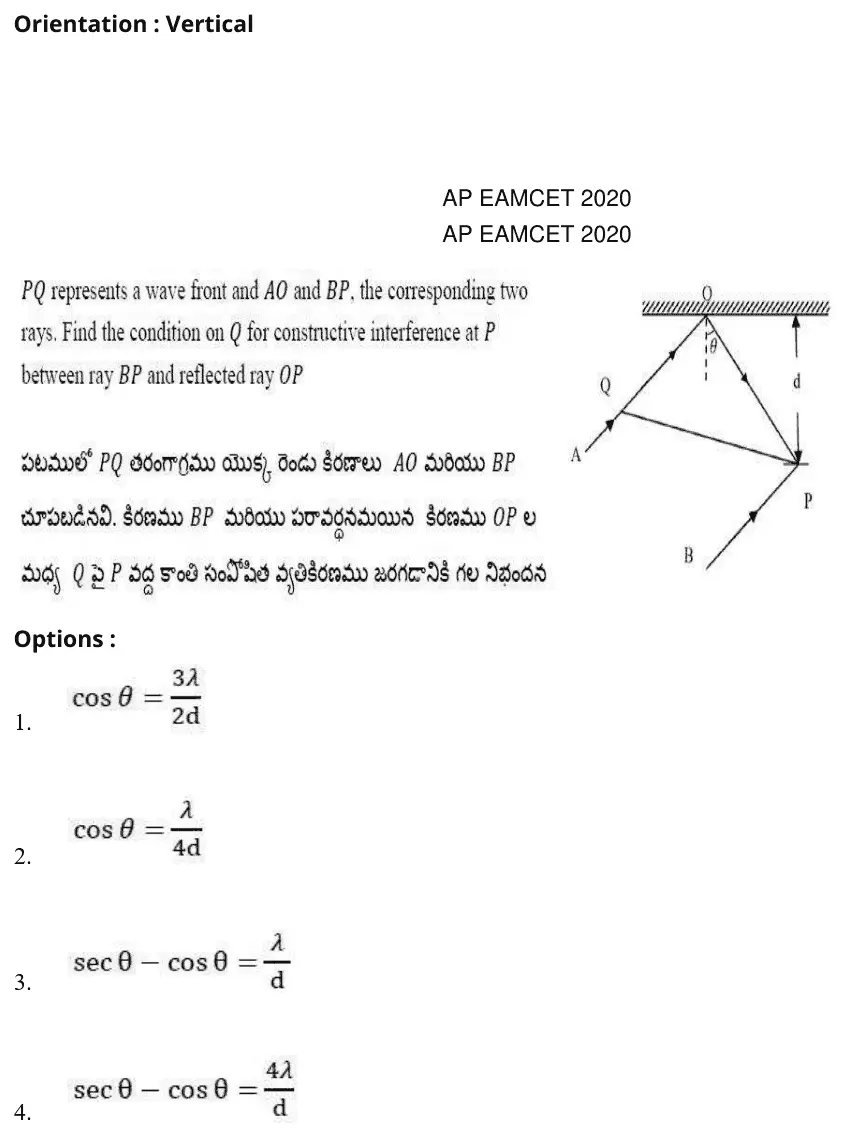 Orientation : Vertical
AP EAMCET 2020
AP EAMCET 2020
PQ represents a wave front and AO and BP, the corresponding two
rays. Find the condition on Q for constructive interference at P
between ray BP and reflected ray OP
పటములో PQ తరంగాగ్రము యొక్క రెండు కిరణాలు AO మరియు BP
చూపబడినవి. కిరణము BP మరియు పరావర్థనమయిన కిరణము OP ల
మధ్య Q పై P వద్ద కాంతి సంపోషిత వ్యతికరణము జరగడానికి గల నిభందన
O
θ
Q
d
A
P
B
Options :
1. cos θ = 3λ/2d
2. cos θ = λ/4d
3. sec θ − cos θ = λ/d
4. sec θ − cos θ = 4λ/d